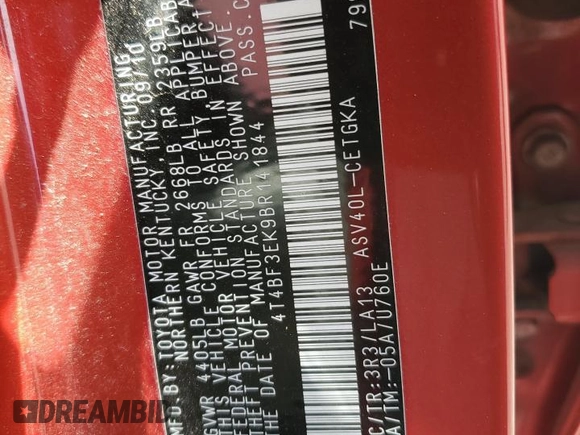 MFD.BY:TOYOTA MOTOR MANUFACTURING
NORTHERN KENTUCKY, INC. 09/10
GVWR 4405LB GAWR FR 2668LB RR 2359LB
THIS VEHICLE CONFORMS TO ALL APPLICAB
FEDERAL MOTOR VEHICLE SAFETY, BUMPER, A
THEFT PREVENTION STANDARDS IN EFFECT
THE DATE OF MANUFACTURE SHOWN ABOVE.
4T4BF3EK9BR141844 PASS.C
C/TR:3R3/LA13 ASV40L-CETGKA
A/TM:-05A/U760E
79
DREAMBID